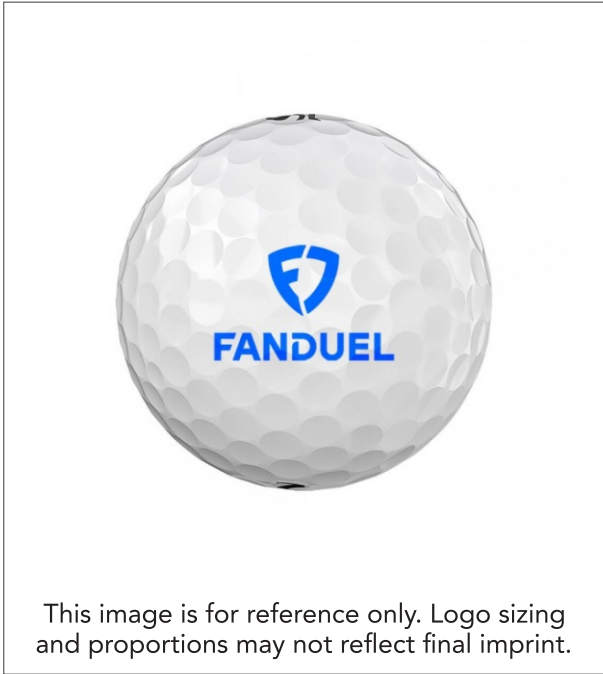 FANDUEL
This image is for reference only. Logo sizing
and proportions may not reflect final imprint.